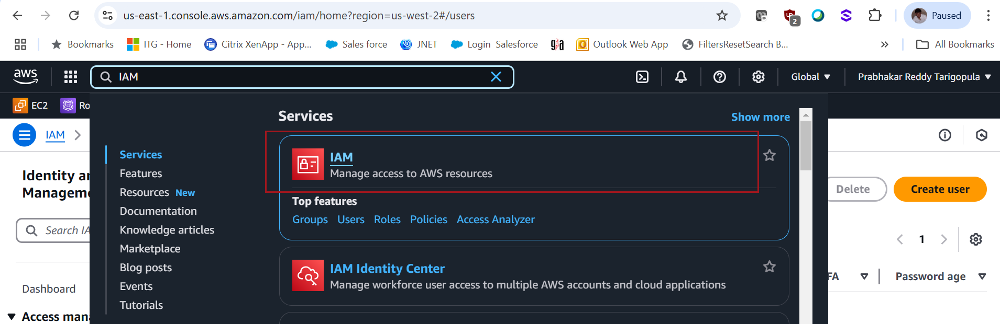 us-east-1.console.aws.amazon.com/iam/home?region=us-west-2#/users
2
Paused
Bookmarks
ITG - Home
Citrix XenApp - App...
Sales force
JNET
Login Salesforce
Outlook Web App
FiltersResetSearch B...
All Bookmarks
aws
IAM
Global
Prabhakar Reddy Tarigopula
EC2
Ro
IAM
Services
Show more
Services
Features
Resources New
Documentation
Knowledge articles
Marketplace
Blog posts
Events
Tutorials
IAM
Manage access to AWS resources
Top features
Groups Users Roles Policies Access Analyzer
IAM Identity Center
Manage workforce user access to multiple AWS accounts and cloud applications
Identity a
Managem
Search IA
Dashboard
Access man
Delete
Create user
1
FA
Password age